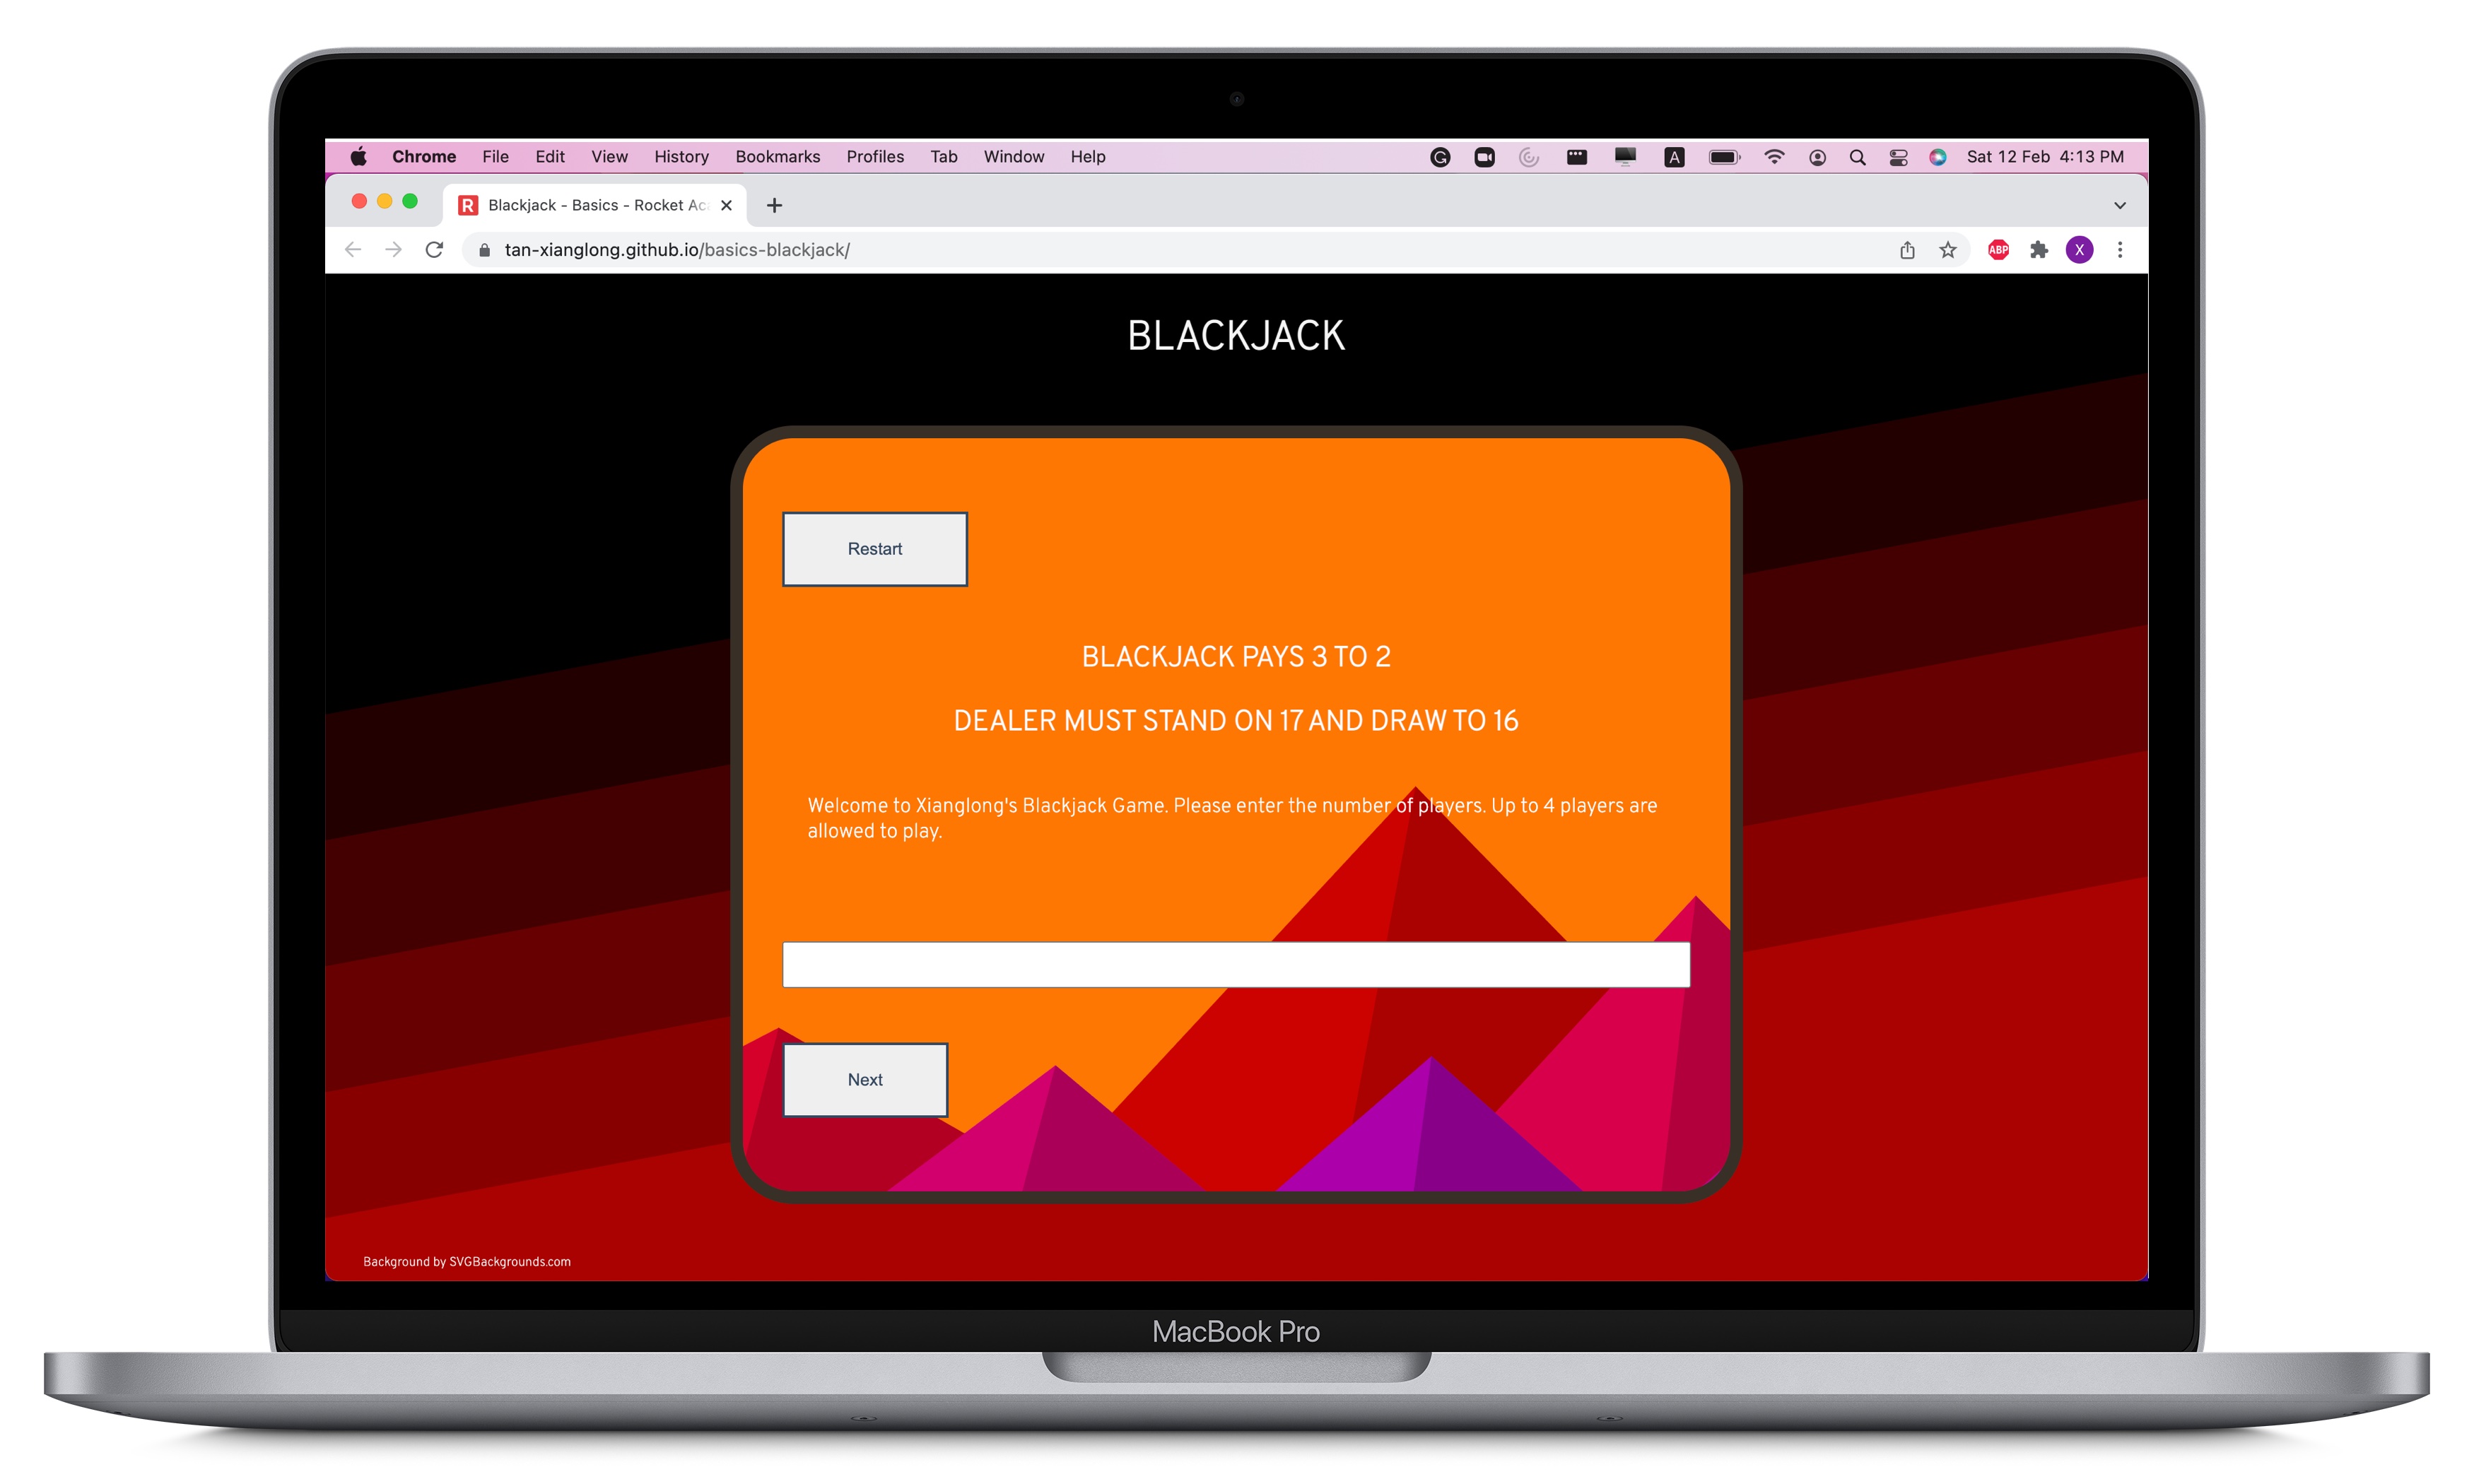 Chrome File Edit View History Bookmarks Profiles Tab Window Help A Sat 12 Feb 4:13 PM
R Blackjack - Basics - Rocket Ac
tan-xianglong.github.io/basics-blackjack/ ABP X
BLACKJACK
Restart
BLACKJACK PAYS 3 TO 2
DEALER MUST STAND ON 17 AND DRAW TO 16
Welcome to Xianglong's Blackjack Game. Please enter the number of players. Up to 4 players are
allowed to play.
Next
Background by SVGBackgrounds.com
MacBook Pro